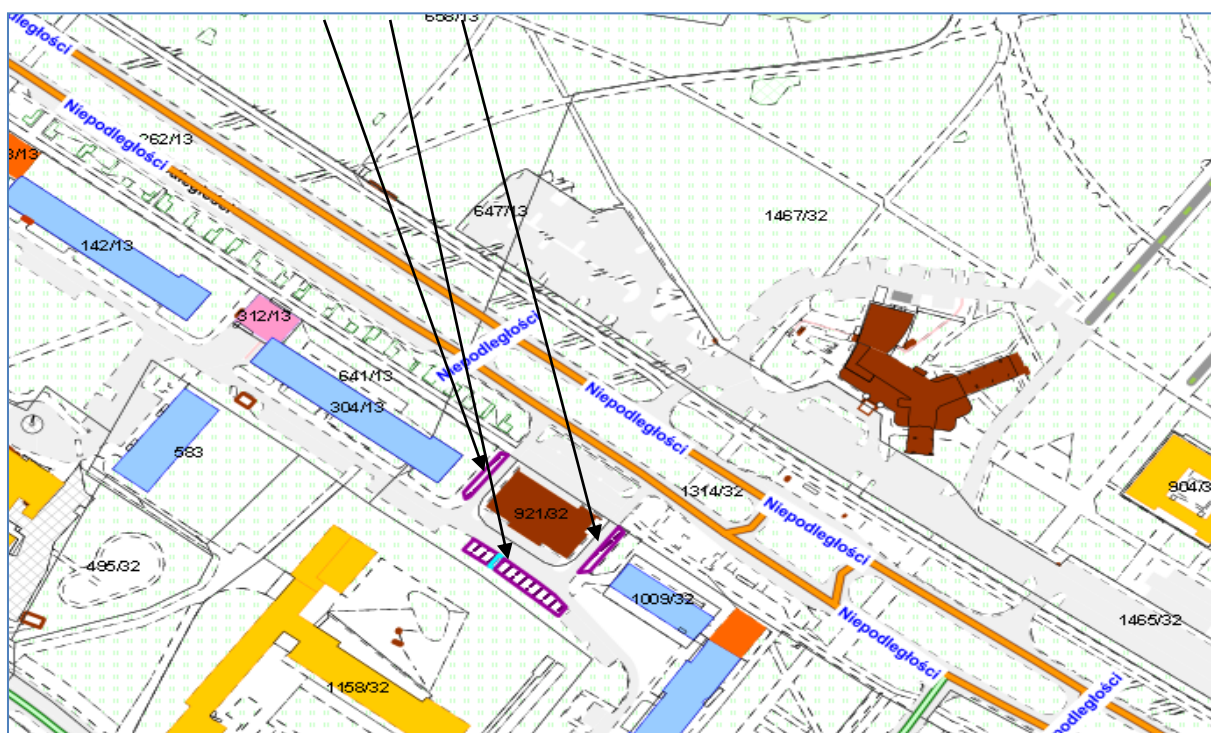 658/13
Niepodległości
Niepodległości
262/13
3/13
647/13
1467/32
142/13
312/13
Niepodległości
641/13
304/13
Niepodległości
583
1314/32
904/3
921/32
Niepodległości
495/32
1009/32
1465/32
Niepodległości
1158/32
Niepodległości